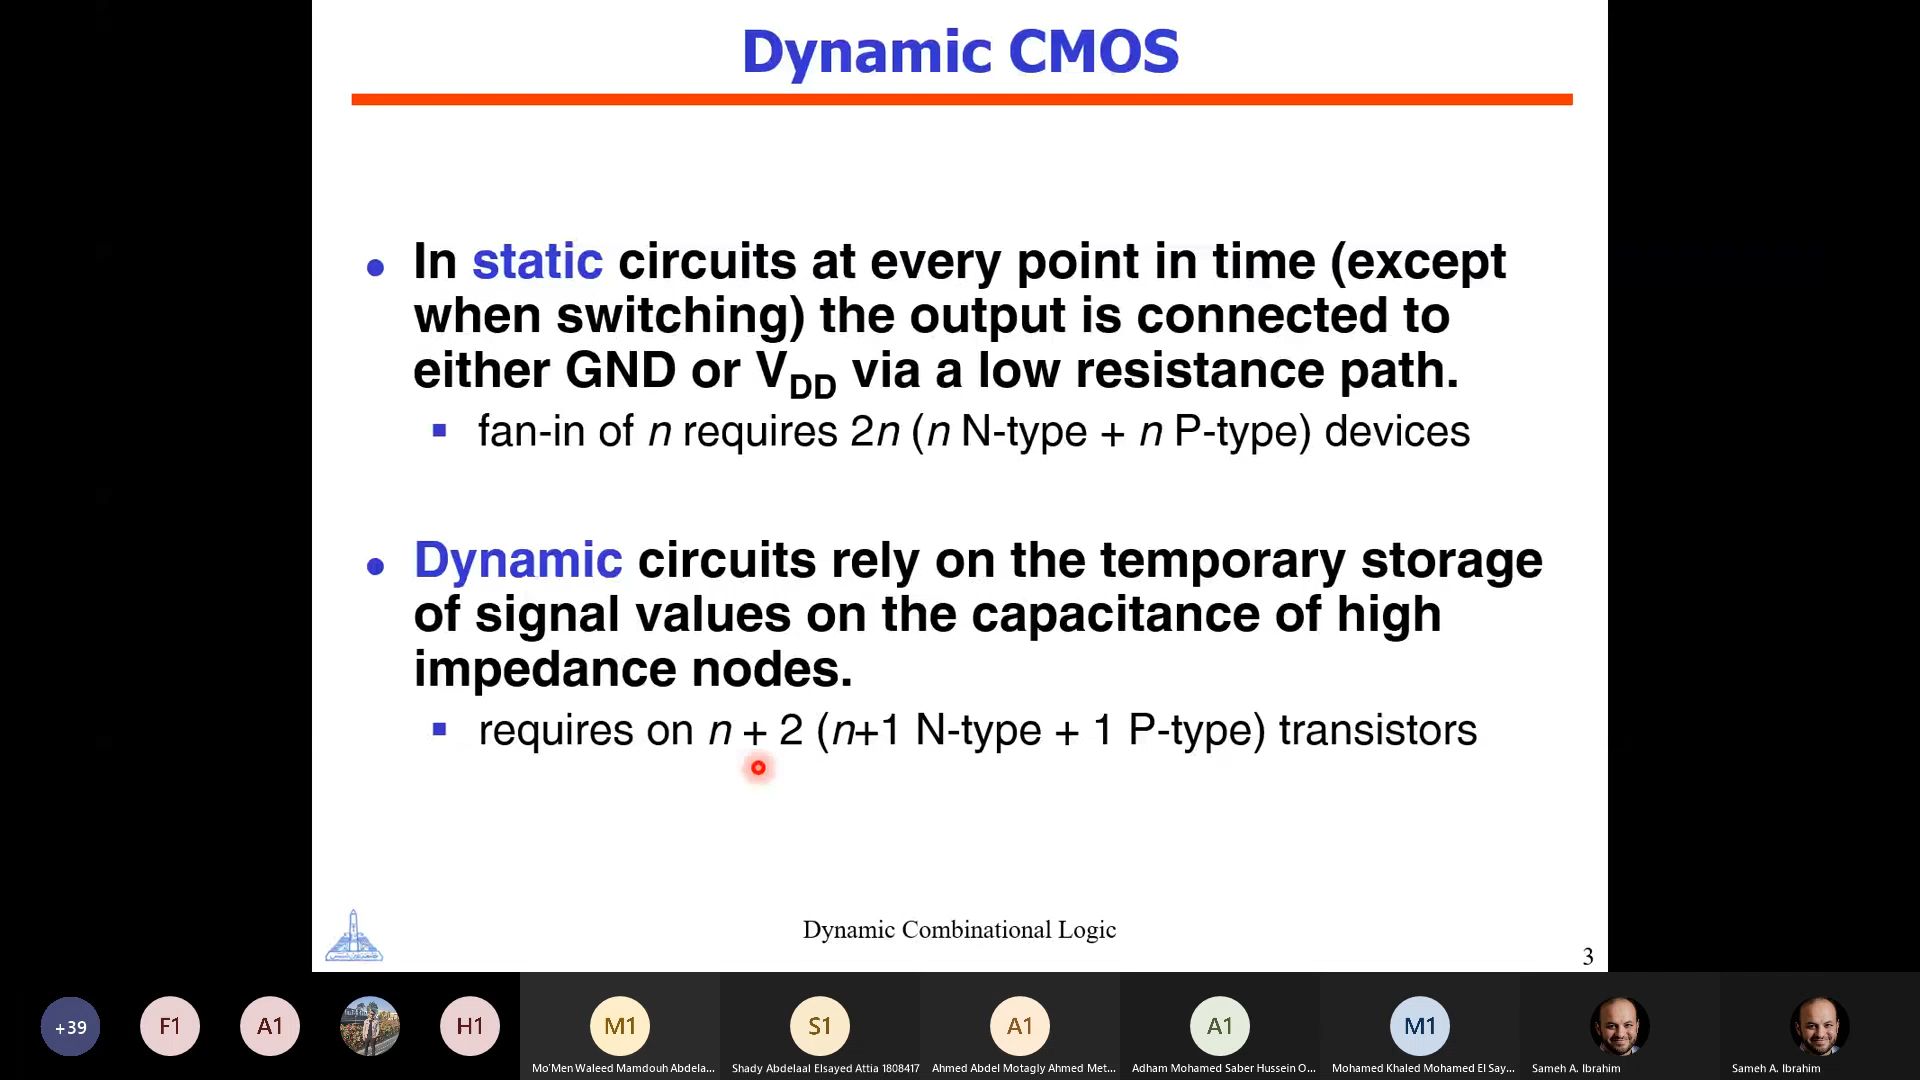 Dynamic CMOS
• In static circuits at every point in time (except
when switching) the output is connected to
either GND or VDD via a low resistance path.
▪ fan-in of n requires 2n (n N-type + n P-type) devices
• Dynamic circuits rely on the temporary storage
of signal values on the capacitance of high
impedance nodes.
▪ requires on n + 2 (n+1 N-type + 1 P-type) transistors
Dynamic Combinational Logic
3
+39
F1
A1
H1
M1
S1
A1
A1
M1
Mo'Men Waleed Mamdouh Abdela...
Shady Abdelaal Elsayed Attia 1808417
Ahmed Abdel Motagly Ahmed Met...
Adham Mohamed Saber Hussein O...
Mohamed Khaled Mohamed El Say...
Sameh A. Ibrahim
Sameh A. Ibrahim